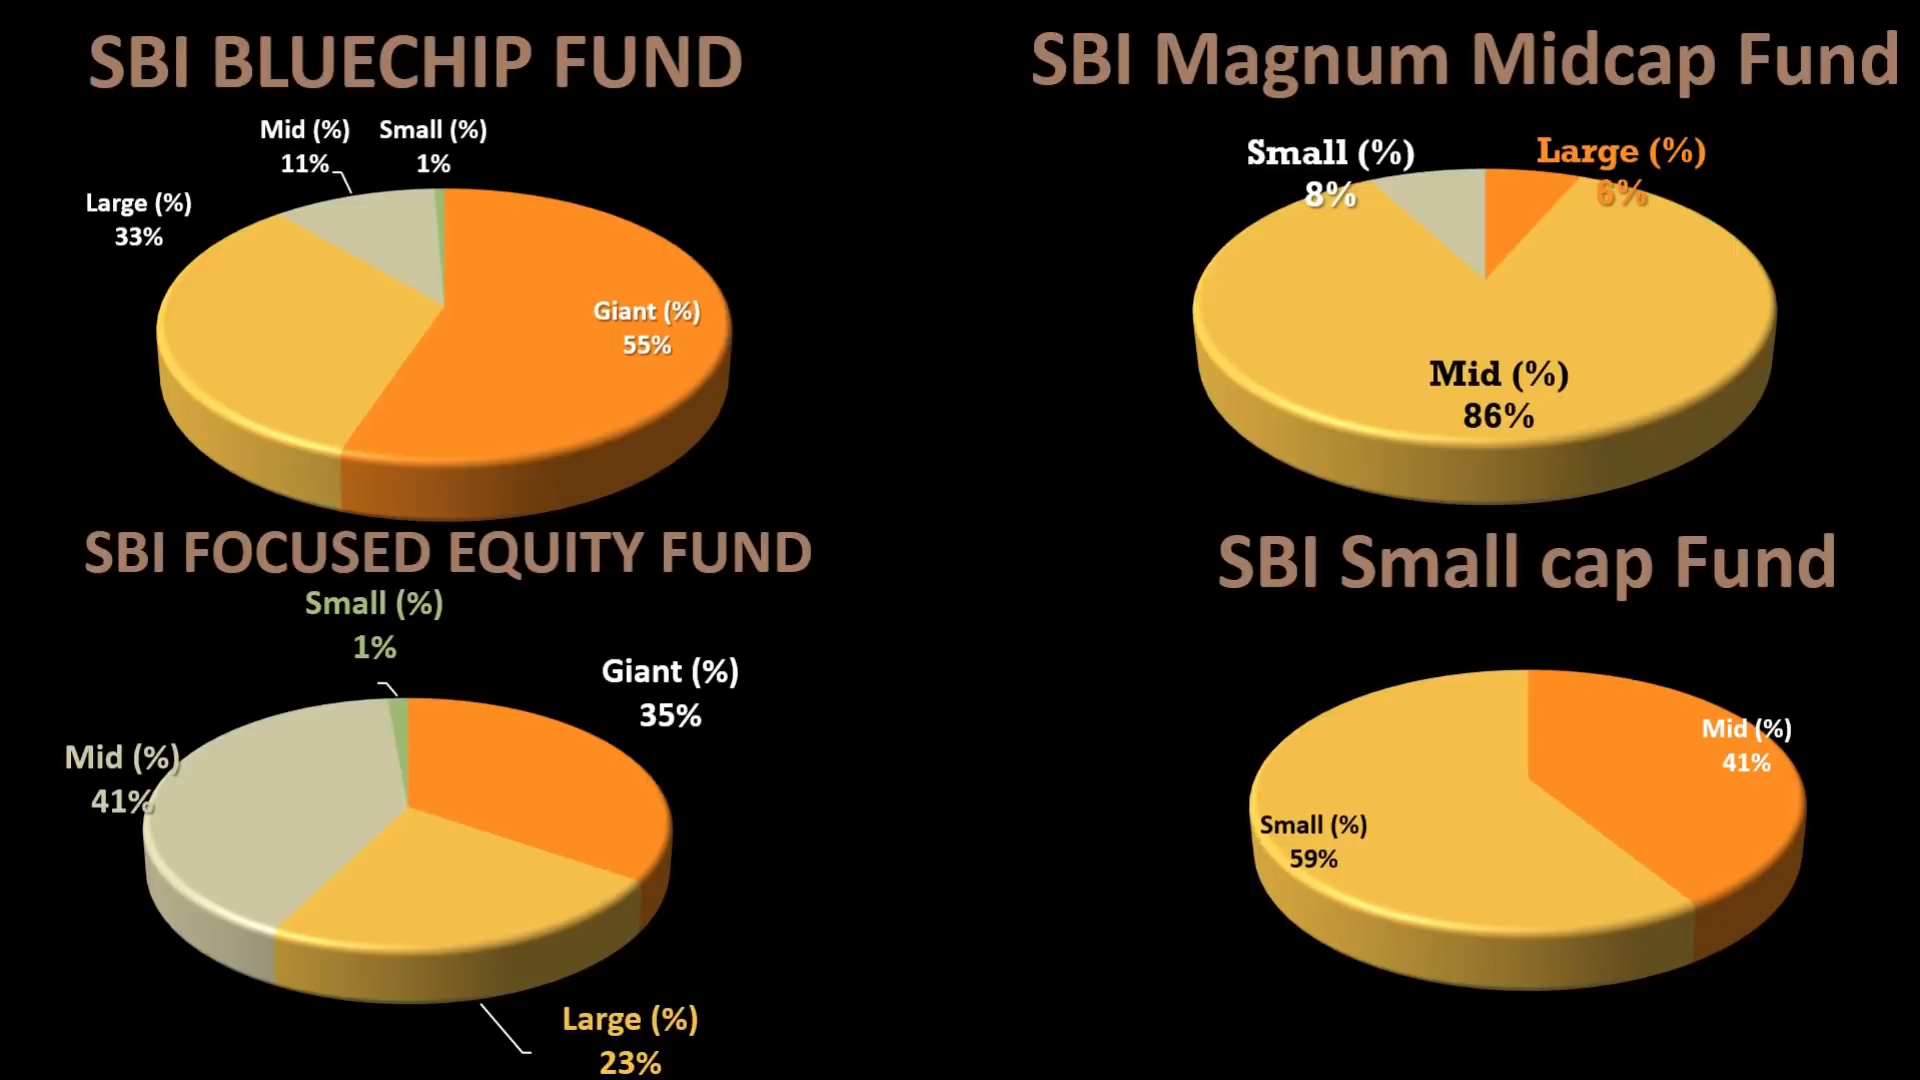 SBI BLUECHIP FUND
Mid (%)
11%
Small (%)
1%
Large (%)
33%
Giant (%)
55%
SBI Magnum Midcap Fund
Small (%)
8%
Large (%)
6%
Mid (%)
86%
SBI FOCUSED EQUITY FUND
Small (%)
1%
Giant (%)
35%
Mid (%)
41%
Large (%)
23%
SBI Small cap Fund
Mid (%)
41%
Small (%)
59%